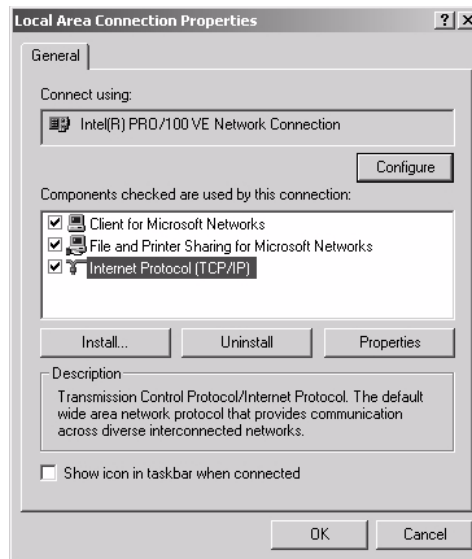 Local Area Connection Properties
General
Connect using:
Intel(R) PRO/100 VE Network Connection
Configure
Components checked are used by this connection:
Client for Microsoft Networks
File and Printer Sharing for Microsoft Networks
Internet Protocol (TCP/IP)
Install... Uninstall Properties
Description
Transmission Control Protocol/Internet Protocol. The default
wide area network protocol that provides communication
across diverse interconnected networks.
Show icon in taskbar when connected
OK Cancel